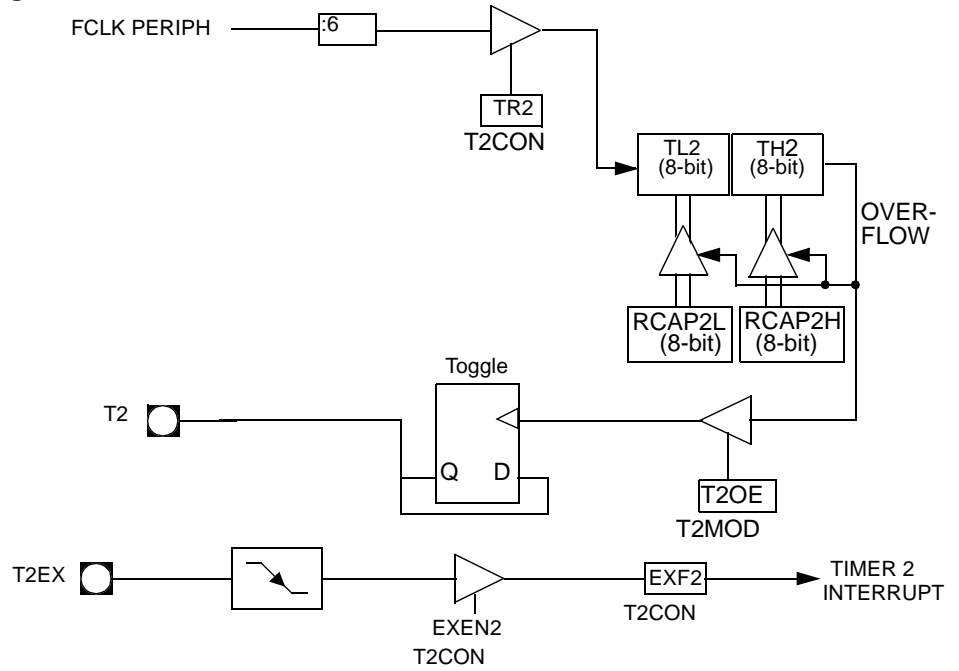 FCLK PERIPH
:6
TR2
T2CON
TL2
(8-bit)
TH2
(8-bit)
OVER-
FLOW
RCAP2L
(8-bit)
RCAP2H
(8-bit)
Toggle
T2
Q
D
T2OE
T2MOD
T2EX
EXEN2
T2CON
EXF2
T2CON
TIMER 2
INTERRUPT